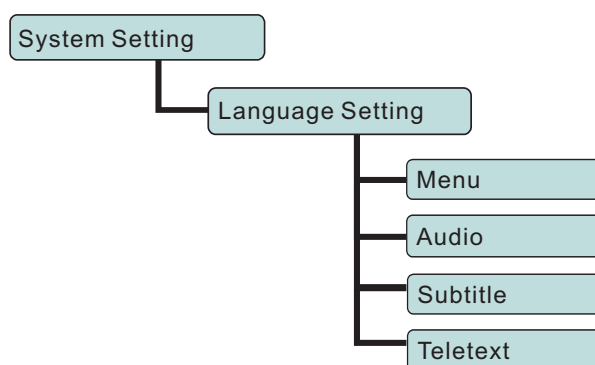 System Setting
Language Setting
Menu
Audio
Subtitle
Teletext